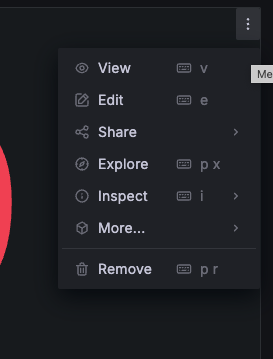 Me
View v
Edit e
Share
Explore p x
Inspect i
More...
Remove p r